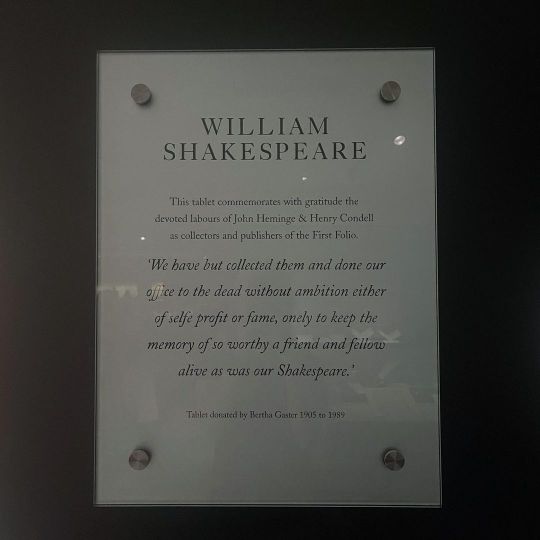 WILLIAM
SHAKESPEARE
This tablet commemorates with gratitude the
devoted labours of John Heminge & Henry Condell
as collectors and publishers of the First Folio.
‘We have but collected them and done our
office to the dead without ambition either
of selfe profit or fame, onely to keep the
memory of so worthy a friend and fellow
alive as was our Shakespeare.’
Tablet donated by Bertha Gaster 1905 to 1989